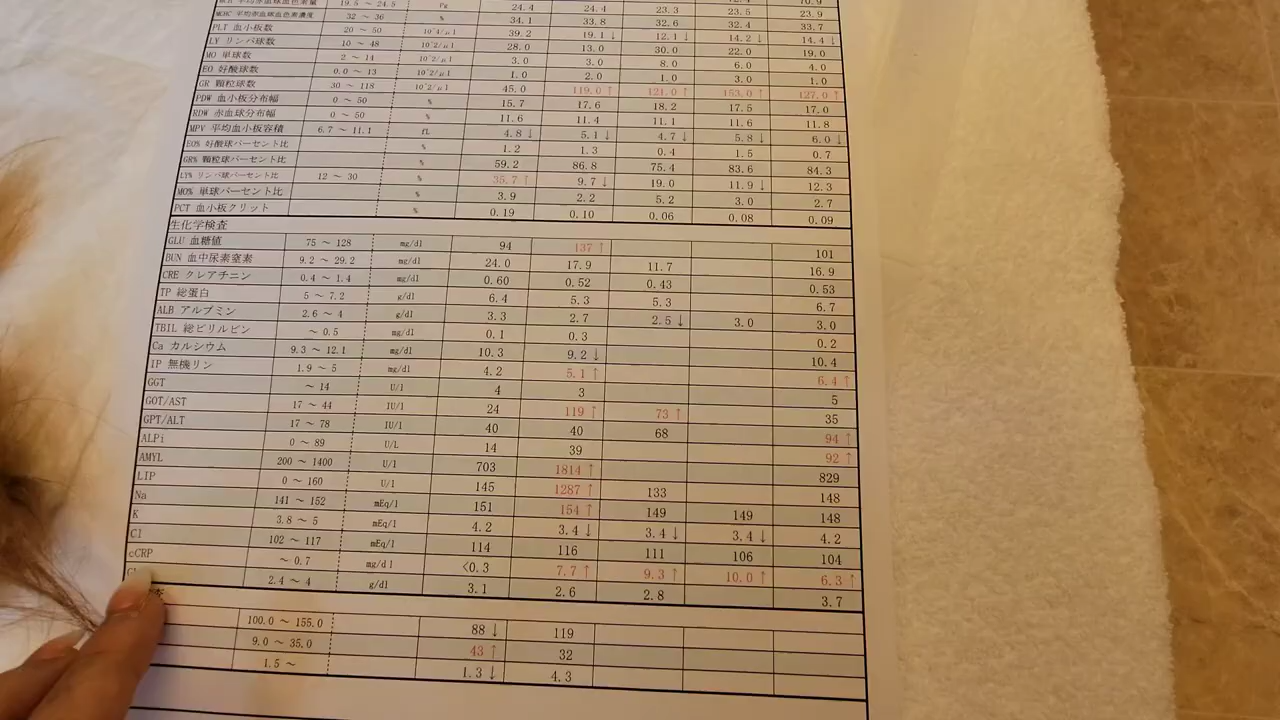 平均赤血球血色素量 19.5 ～ 24.5 Pg 24.4 24.4 23.3 23.5 23.9
MCHC 平均赤血球血色素濃度 32 ～ 36 % 34.1 33.8 32.6 32.4 33.7
PLT 血小板数 20 ～ 50 10^4/μl 39.2 19.1 ↓ 12.1 ↓ 14.2 ↓ 14.4 ↓
LY リンパ球数 10 ～ 48 10^2/μl 28.0 13.0 30.0 22.0 19.0
MO 単球数 2 ～ 14 10^2/μl 3.0 3.0 8.0 6.0 4.0
EO 好酸球数 0.0 ～ 13 10^2/μl 1.0 2.0 1.0 3.0 1.0
GR 顆粒球数 30 ～ 118 10^2/μl 45.0 119.0 ↑ 121.0 ↑ 153.0 ↑ 127.0 ↑
PDW 血小板分布幅 0 ～ 50 % 15.7 17.6 18.2 17.5 17.0
RDW 赤血球分布幅 0 ～ 50 % 11.6 11.4 11.1 11.6 11.8
MPV 平均血小板容積 6.7 ～ 11.1 fL 4.8 ↓ 5.1 ↓ 4.7 ↓ 5.8 ↓ 6.0 ↓
EO% 好酸球パーセント比 % 1.2 1.3 0.4 1.5 0.7
GR% 顆粒球パーセント比 % 59.2 86.8 75.4 83.6 84.3
LY% リンパ球パーセント比 12 ～ 30 % 35.7 ↑ 9.7 ↓ 19.0 11.9 ↓ 12.3
MO% 単球パーセント比 % 3.9 2.2 5.2 3.0 2.7
PCT 血小板クリット % 0.19 0.10 0.06 0.08 0.09
生化学検査
GLU 血糖値 75 ～ 128 mg/dl 94 137 ↑ 101
BUN 血中尿素窒素 9.2 ～ 29.2 mg/dl 24.0 17.9 11.7 16.9
CRE クレアチニン 0.4 ～ 1.4 mg/dl 0.60 0.52 0.43 0.53
TP 総蛋白 5 ～ 7.2 g/dl 6.4 5.3 5.3 6.7
ALB アルブミン 2.6 ～ 4 g/dl 3.3 2.7 2.5 ↓ 3.0 3.0
TBIL 総ビリルビン ～ 0.5 mg/dl 0.1 0.3 0.2
Ca カルシウム 9.3 ～ 12.1 mg/dl 10.3 9.2 ↓ 10.4
IP 無機リン 1.9 ～ 5 mg/dl 4.2 5.1 ↑ 6.4 ↑
GGT ～ 14 U/l 4 3 5
GOT/AST 17 ～ 44 IU/l 24 119 ↑ 73 ↑ 35
GPT/ALT 17 ～ 78 IU/l 40 40 68 94 ↑
ALPi 0 ～ 89 U/L 14 39 92 ↑
AMYL 200 ～ 1400 U/l 703 1814 ↑ 829
LIP 0 ～ 160 U/l 145 1287 ↑ 133 148
Na 141 ～ 152 mEq/l 151 154 ↑ 149 149 148
K 3.8 ～ 5 mEq/l 4.2 3.4 ↓ 3.4 ↓ 3.4 ↓ 4.2
Cl 102 ～ 117 mEq/l 114 116 111 106 104
cCRP ～ 0.7 mg/dl <0.3 7.7 ↑ 9.3 ↑ 10.0 ↑ 6.3 ↑
2.4 ～ 4 g/dl 3.1 2.6 2.8 3.7
査
100.0 ～ 155.0 88 ↓ 119
9.0 ～ 35.0 43 ↑ 32
1.5 ～ 1.3 ↓ 4.3